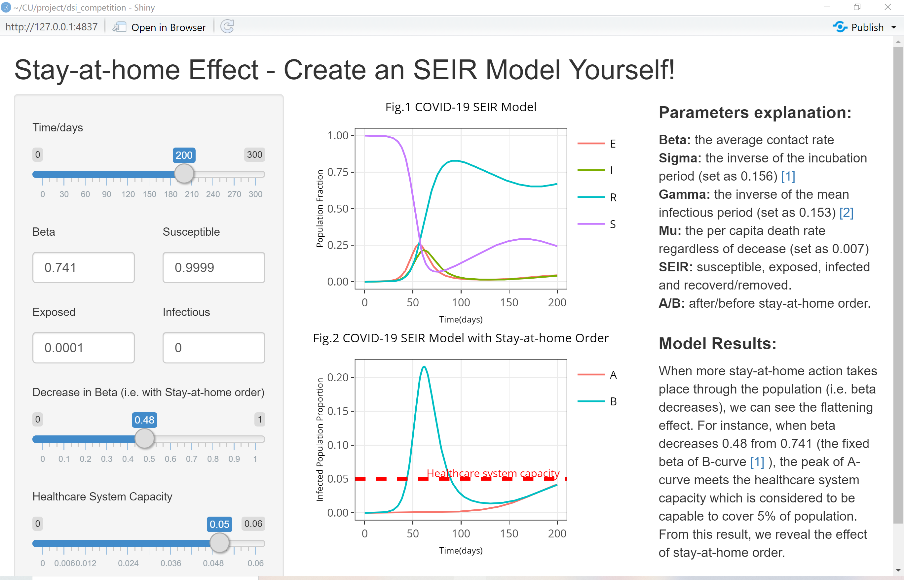 ~/CU/project/dsi_competition - Shiny
http://127.0.0.1:4837
Open in Browser
Publish
Stay-at-home Effect - Create an SEIR Model Yourself!
Time/days
0
200
300
0 30 60 90 120 150 180 210 240 270 300
Beta
Susceptible
0.741
0.9999
Exposed
Infectious
0.0001
0
Decrease in Beta (i.e. with Stay-at-home order)
0
0.48
1
0 0.1 0.2 0.3 0.4 0.5 0.6 0.7 0.8 0.9 1
Healthcare System Capacity
0
0.05
0.06
0 0.006 0.012 0.024 0.036 0.048 0.06
Fig.1 COVID-19 SEIR Model
Population Fraction
1.00
0.75
0.50
0.25
0.00
0 50 100 150 200
Time(days)
E
I
R
S
Fig.2 COVID-19 SEIR Model with Stay-at-home Order
Infected Population Proportion
0.20
0.15
0.10
0.05
0.00
Healthcare system capacity
0 50 100 150 200
Time(days)
A
B
Parameters explanation:
Beta: the average contact rate
Sigma: the inverse of the incubation
period (set as 0.156) [1]
Gamma: the inverse of the mean
infectious period (set as 0.153) [2]
Mu: the per capita death rate
regardless of decease (set as 0.007)
SEIR: susceptible, exposed, infected
and recoverd/removed.
A/B: after/before stay-at-home order.
Model Results:
When more stay-at-home action takes
place through the population (i.e. beta
decreases), we can see the flattening
effect. For instance, when beta
decreases 0.48 from 0.741 (the fixed
beta of B-curve [1] ), the peak of A-
curve meets the healthcare system
capacity which is considered to be
capable to cover 5% of population.
From this result, we reveal the effect
of stay-at-home order.